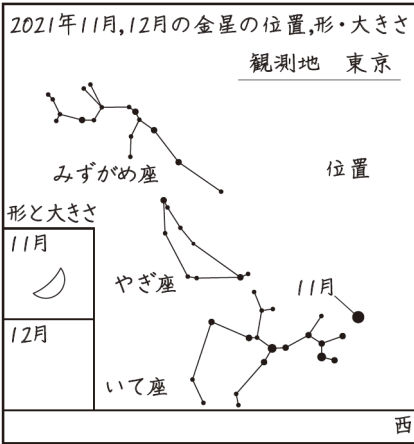 2021年11月,12月の金星の位置,形・大きさ
観測地　東京
みずがめ座
位置
形と大きさ
11月
やぎ座
11月
12月
いて座
西